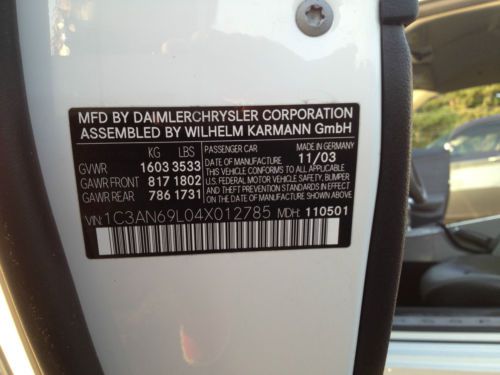 MFD BY DAIMLERCHRYSLER CORPORATION
ASSEMBLED BY WILHELM KARMANN GmbH
KG LBS
GVWR 1603 3533
GAWR FRONT 817 1802
GAWR REAR 786 1731
PASSENGER CAR MADE IN GERMANY
DATE OF MANUFACTURE 11/03
THIS VEHICLE CONFORMS TO ALL APPLICABLE
U.S. FEDERAL MOTOR VEHICLE SAFETY, BUMPER
AND THEFT PREVENTION STANDARDS IN EFFECT
ON THE DATE OF MANUFACTURE SHOWN ABOVE.
VIN: 1C3AN69L04X012785 MDH: 110501